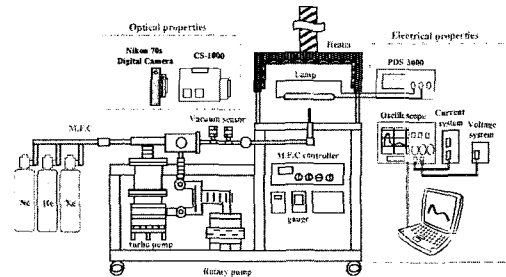 Optical properties
Nikon 70s
Digital Camera
CS-1000
Heater
Lamp
Electrical properties
PDS 3000
Oscilloscope
Current
system
Voltage
system
Vacuum sensor
M.F.C
M.F.C controller
gauge
Ne
He
Xe
turbo pump
Rotary pump